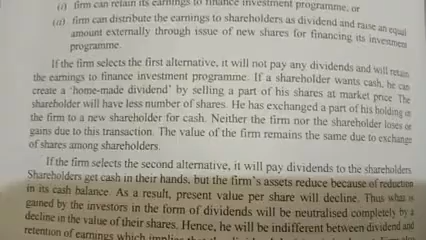 (i) firm can retain its earnings to finance investment programme, or
(ii) firm can distribute the earnings to shareholders as dividend and raise an equal
amount externally through issue of new shares for financing its investment
programme.
If the firm selects the first alternative, it will not pay any dividends and will retain
the earnings to finance investment programme. If a shareholder wants cash, he can
create a 'home-made dividend' by selling a part of his shares at market price The
shareholder will have less number of shares. He has exchanged a part of his holding in
the firm to a new shareholder for cash. Neither the firm nor the shareholder loses or
gains due to this transaction. The value of the firm remains the same due to exchange
of shares among shareholders.
If the firm selects the second alternative, it will pay dividends to the shareholders
Shareholders get cash in their hands, but the firm's assets reduce because of reduction
in its cash balance. As a result, present value per share will decline. Thus what is
gained by the investors in the form of dividends will be neutralised completely by a
decline in the value of their shares. Hence, he will be indifferent between dividend and
retention of earnings which implies that the